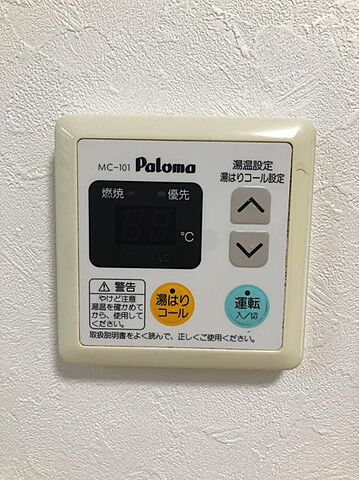 MC-101 Paloma
湯温設定
湯はりコール設定
燃焼 優先
℃
警告
やけど注意
湯温を確かめて
から、使用して
ください。
湯はり
コール
運転
入/切
取扱説明書をよく読んで、正しくご使用ください。